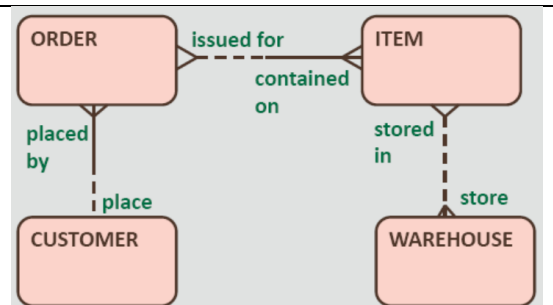 ORDER
issued for
ITEM
contained
on
placed
by
stored
in
place
store
CUSTOMER
WAREHOUSE